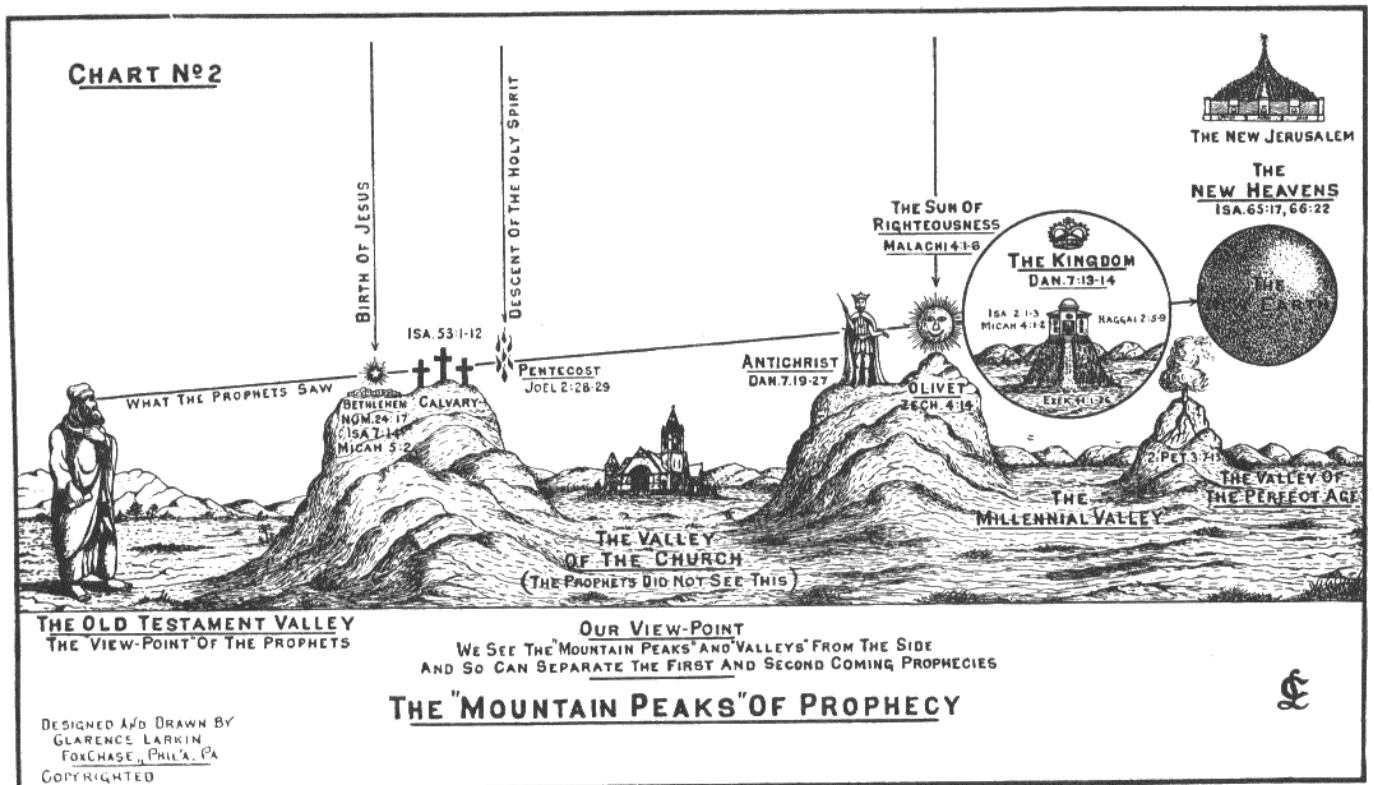 CHART Nº2
BIRTH OF JESUS
DESCENT OF THE HOLY SPIRIT
THE NEW JERUSALEM
THE
NEW HEAVENS
ISA.65:17, 66:22
THE
NEW EARTH
THE SUN OF
RIGHTEOUSNESS
MALACHI 4:1-6
THE KINGDOM
DAN.7:13-14
ISA 2 1-3
MICAH 4:1-2
HAGGAI 2:5-9
ISA. 53:1-12
WHAT THE PROPHETS SAW
BETHLEHEM
NUM.24:17
ISA 7:14
MICAH 5:2
CALVARY
PENTECOST
JOEL 2:28-29
ANTICHRIST
DAN.7.19-27
OLIVET
ZECH.4:14
2.PET.3:7-13
THE VALLEY OF
THE PERFECT AGE
THE
MILLENNIAL VALLEY
THE VALLEY
OF THE CHURCH
(THE PROPHETS DID NOT SEE THIS)
THE OLD TESTAMENT VALLEY
THE "VIEW-POINT" OF THE PROPHETS
OUR VIEW-POINT
WE SEE THE "MOUNTAIN PEAKS" AND "VALLEYS" FROM THE SIDE
AND SO CAN SEPARATE THE FIRST AND SECOND COMING PROPHECIES
THE "MOUNTAIN PEAKS" OF PROPHECY
DESIGNED AND DRAWN BY
CLARENCE LARKIN
FOXCHASE, PHIL'A. PA
COPYRIGHTED